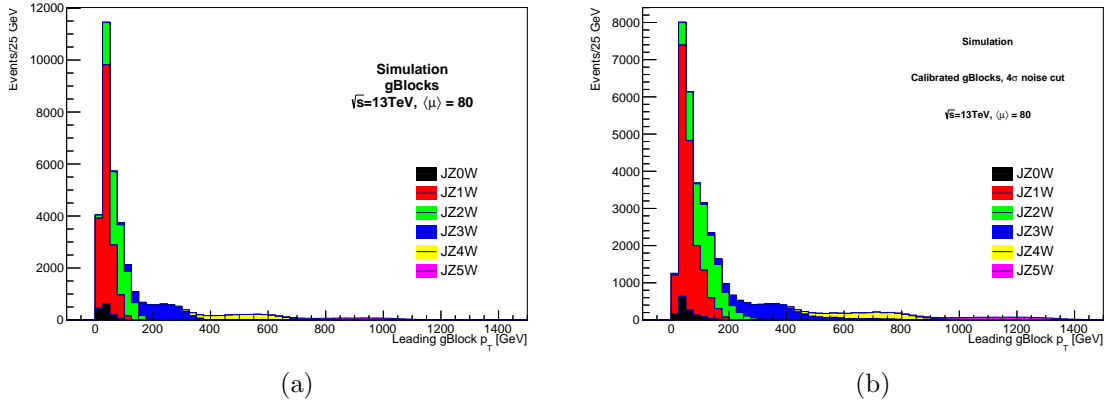 Events/25 GeV
12000
10000
8000
6000
4000
2000
0
0 200 400 600 800 1000 1200 1400
Leading gBlock p_T [GeV]
Simulation
gBlocks
√s=13TeV, ⟨μ⟩ = 80
JZ0W
JZ1W
JZ2W
JZ3W
JZ4W
JZ5W
(a)
Events/25 GeV
8000
7000
6000
5000
4000
3000
2000
1000
0
0 200 400 600 800 1000 1200 1400
Leading gBlock p_T [GeV]
Simulation
Calibrated gBlocks, 4σ noise cut
√s=13TeV, ⟨μ⟩ = 80
JZ0W
JZ1W
JZ2W
JZ3W
JZ4W
JZ5W
(b)